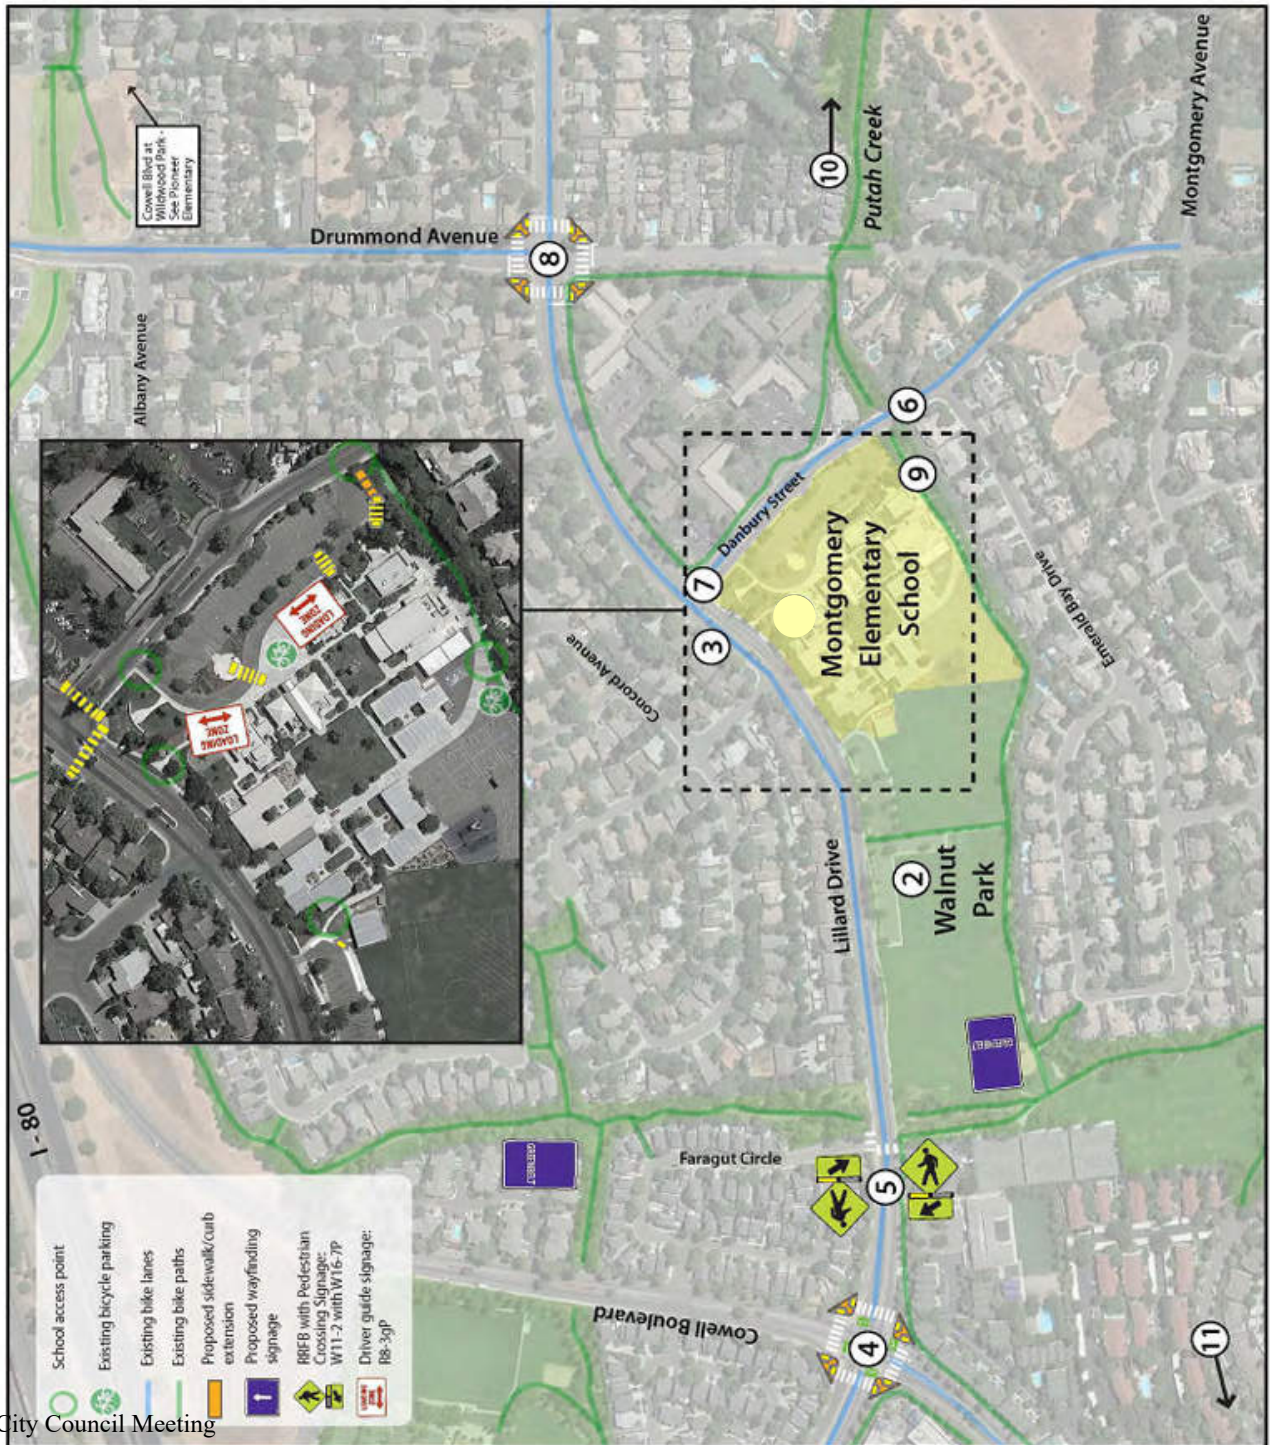 Montgomery Avenue
Cowell Blvd at
Wildwood Park -
See Pioneer
Elementary
10
Putah Creek
Drummond Avenue
8
Albany Avenue
6
9
Danbury Street
7
3
Montgomery
Elementary
School
Emerald Bay Drive
Concord Avenue
LOADING
ZONE
LOADING
ZONE
Lillard Drive
2
Walnut
Park
I - 80
GREENBELT
Faragut Circle
5
Cowell Boulevard
4
11
School access point
Existing bicycle parking
Existing bike lanes
Existing bike paths
Proposed sidewalk/curb
extension
Proposed wayfinding
signage
RRFB with Pedestrian
Crossing Signage:
W11-2 with W16-7P
Driver guide signage:
R8-3gP
City Council Meeting